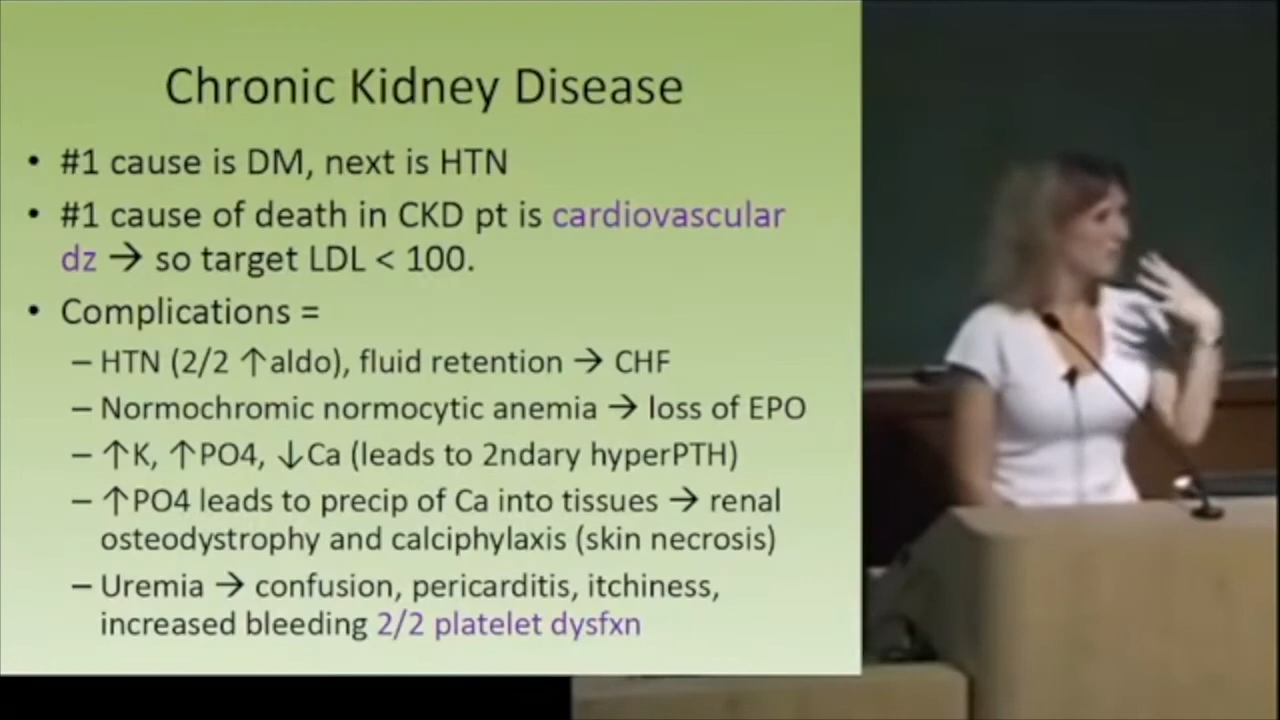 Chronic Kidney Disease
• #1 cause is DM, next is HTN
• #1 cause of death in CKD pt is cardiovascular
dz → so target LDL < 100.
• Complications =
– HTN (2/2 ↑aldo), fluid retention → CHF
– Normochromic normocytic anemia → loss of EPO
– ↑K, ↑PO4, ↓Ca (leads to 2ndary hyperPTH)
– ↑PO4 leads to precip of Ca into tissues → renal
osteodystrophy and calciphylaxis (skin necrosis)
– Uremia → confusion, pericarditis, itchiness,
increased bleeding 2/2 platelet dysfxn